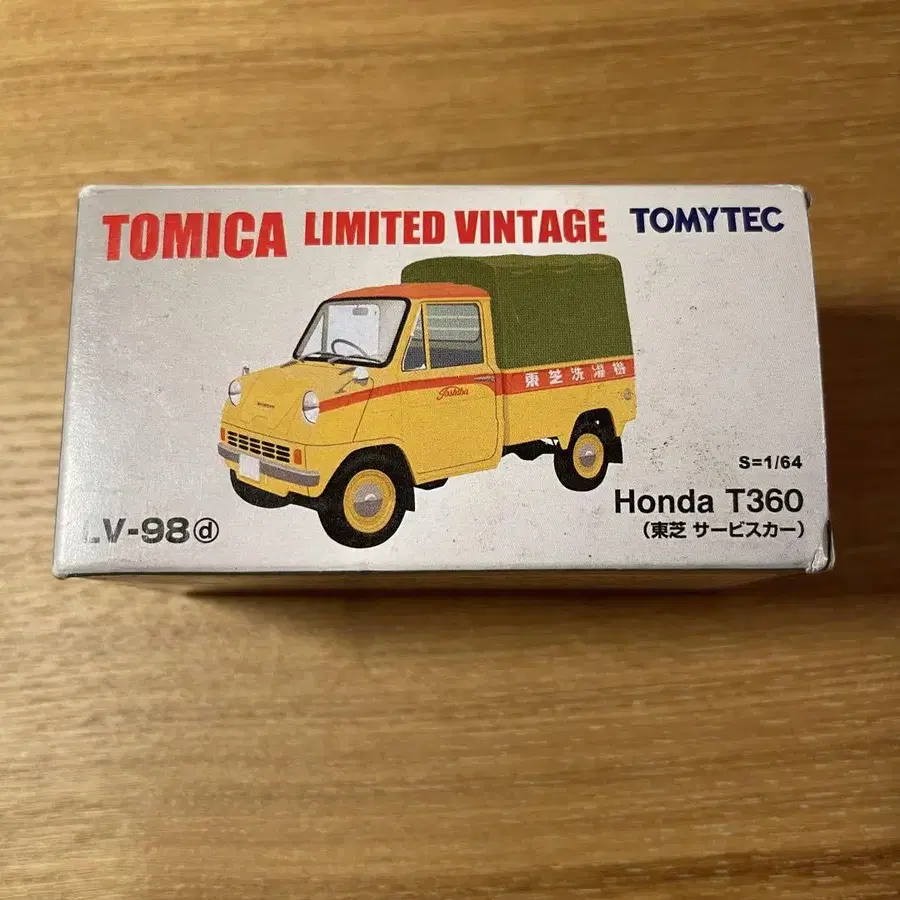 TOMICA LIMITED VINTAGE TOMYTEC
東芝洗濯機
Toshiba
S=1/64
Honda T360
(東芝 サービスカー)
LV-98ⓓ